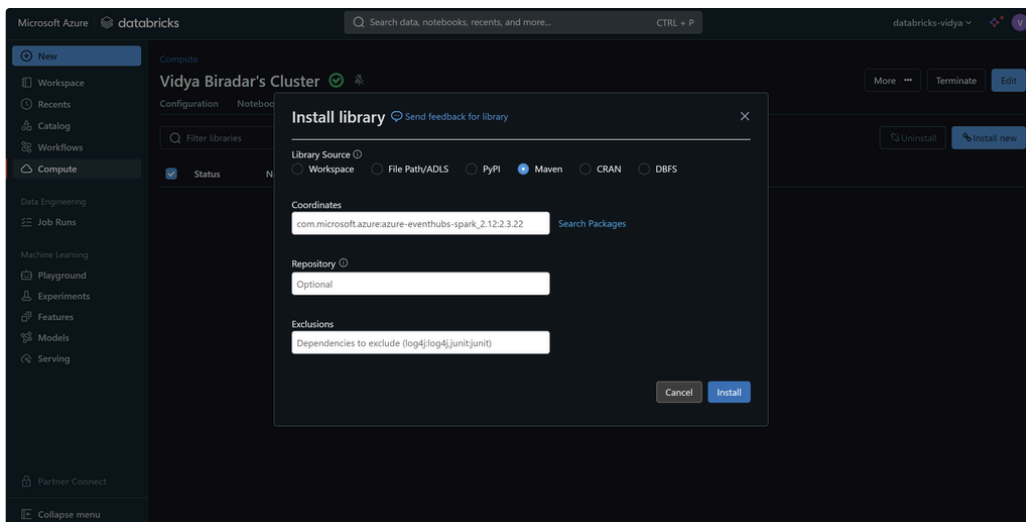 Microsoft Azure databricks
Search data, notebooks, recents, and more... CTRL + P
databricks-vidya
V
New
Workspace
Recents
Catalog
Workflows
Compute
Data Engineering
Job Runs
Machine Learning
Playground
Experiments
Features
Models
Serving
Partner Connect
Collapse menu
Compute
Vidya Biradar's Cluster
More
Terminate
Edit
Configuration Noteboo
Filter libraries
Uninstall
Install new
Status N
Install library Send feedback for library
Library Source
Workspace File Path/ADLS PyPI Maven CRAN DBFS
Coordinates
com.microsoft.azure:azure-eventhubs-spark_2.12:2.3.22 Search Packages
Repository
Optional
Exclusions
Dependencies to exclude (log4j:log4j,junit:junit)
Cancel Install